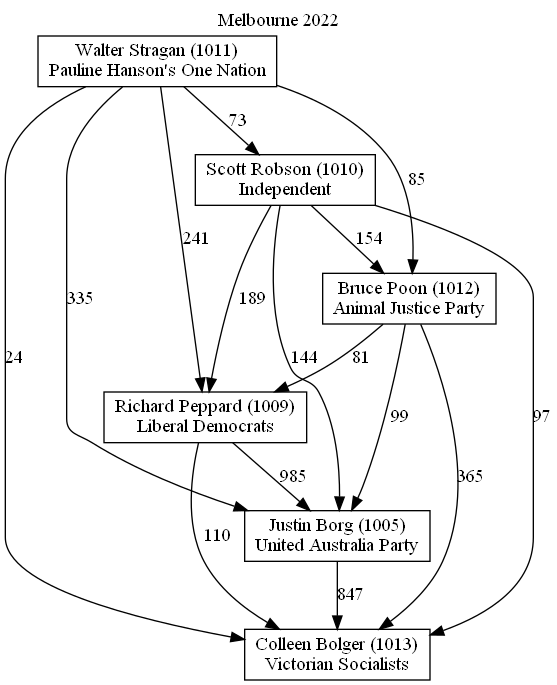 Melbourne 2022
Walter Stragan (1011)
Pauline Hanson's One Nation
73
Scott Robson (1010)
Independent
85
241
154
335
189
Bruce Poon (1012)
Animal Justice Party
24
144
81
97
Richard Peppard (1009)
Liberal Democrats
99
985
365
110
Justin Borg (1005)
United Australia Party
847
Colleen Bolger (1013)
Victorian Socialists